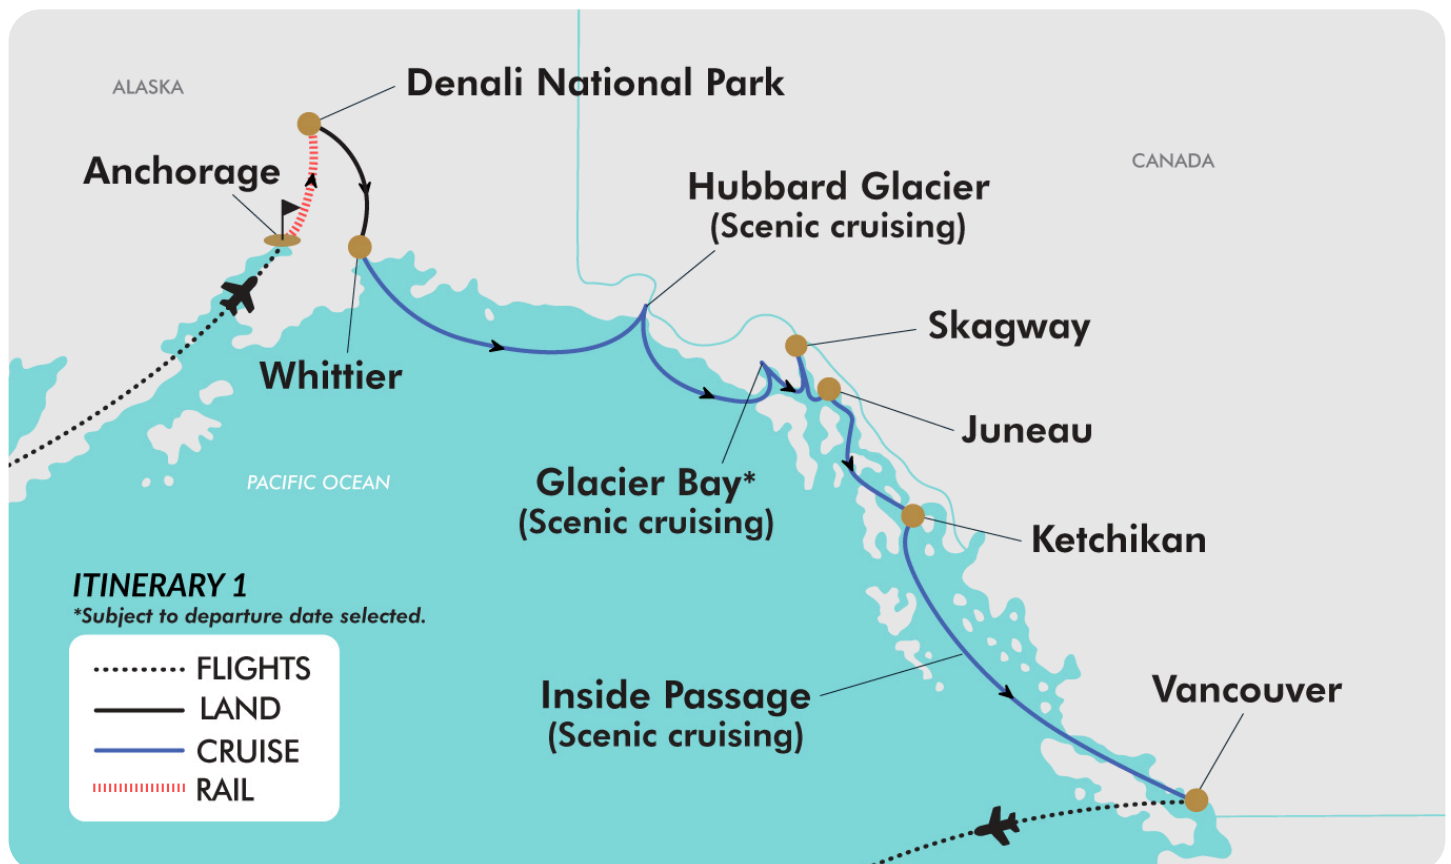 ALASKA
Denali National Park
CANADA
Anchorage
Hubbard Glacier
(Scenic cruising)
Skagway
Whittier
Juneau
PACIFIC OCEAN
Glacier Bay*
(Scenic cruising)
Ketchikan
ITINERARY 1
*Subject to departure date selected.
FLIGHTS
LAND
CRUISE
RAIL
Inside Passage
(Scenic cruising)
Vancouver